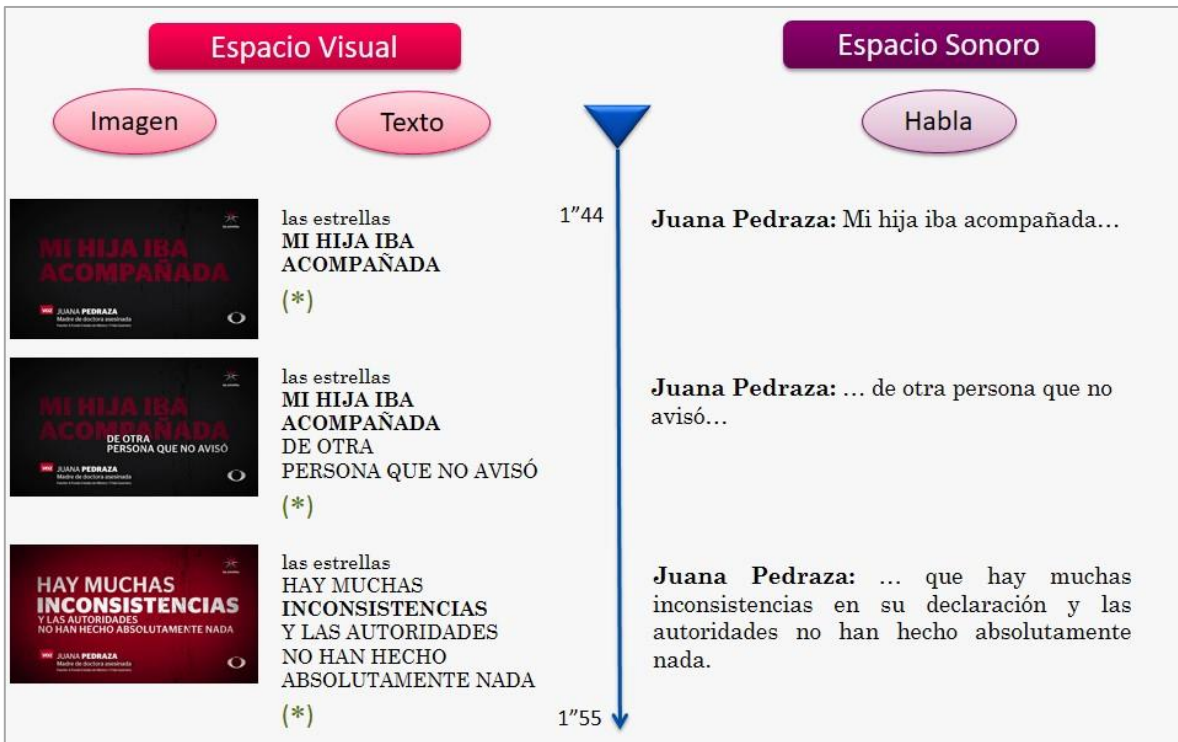 Espacio Visual
Espacio Sonoro
Imagen
Texto
Habla
MI HIJA IBA
ACOMPAÑADA
voz JUANA PEDRAZA
Madre de doctora asesinada
las estrellas
MI HIJA IBA
ACOMPAÑADA
(*)
1”44
Juana Pedraza: Mi hija iba acompañada…
MI HIJA IBA
ACOMPAÑADA
DE OTRA
PERSONA QUE NO AVISÓ
voz JUANA PEDRAZA
Madre de doctora asesinada
las estrellas
MI HIJA IBA
ACOMPAÑADA
DE OTRA
PERSONA QUE NO AVISÓ
(*)
Juana Pedraza: … de otra persona que no
avisó…
HAY MUCHAS
INCONSISTENCIAS
Y LAS AUTORIDADES
NO HAN HECHO ABSOLUTAMENTE NADA
voz JUANA PEDRAZA
Madre de doctora asesinada
las estrellas
HAY MUCHAS
INCONSISTENCIAS
Y LAS AUTORIDADES
NO HAN HECHO
ABSOLUTAMENTE NADA
(*)
Juana Pedraza: … que hay muchas
inconsistencias en su declaración y las
autoridades no han hecho absolutamente
nada.
1”55